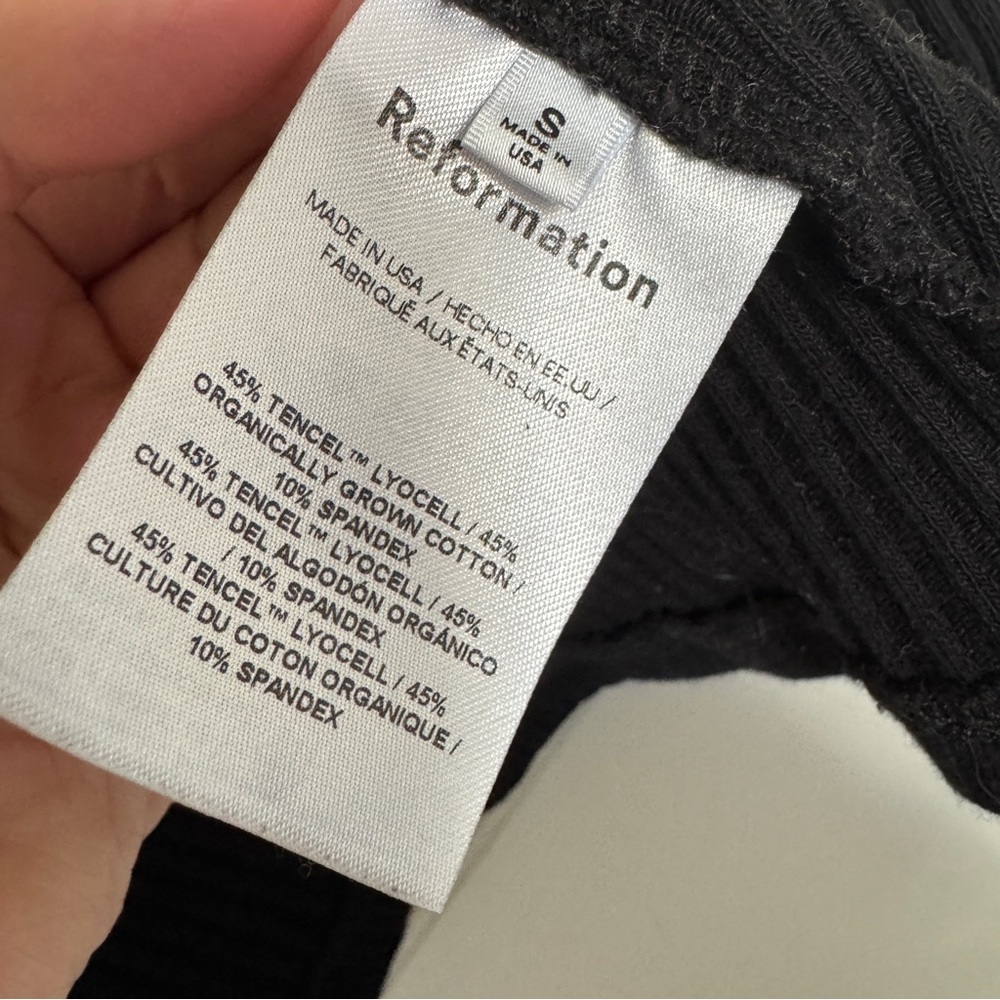 S
MADE IN
USA
Reformation
MADE IN USA / HECHO EN EE.UU /
FABRIQUÉ AUX ÉTATS-UNIS
45% TENCEL™ LYOCELL / 45%
ORGANICALLY GROWN COTTON /
10% SPANDEX
45% TENCEL™ LYOCELL / 45%
CULTIVO DEL ALGODÓN ORGÁNICO
/ 10% SPANDEX
45% TENCEL™ LYOCELL / 45%
CULTURE DU COTON ORGANIQUE /
10% SPANDEX